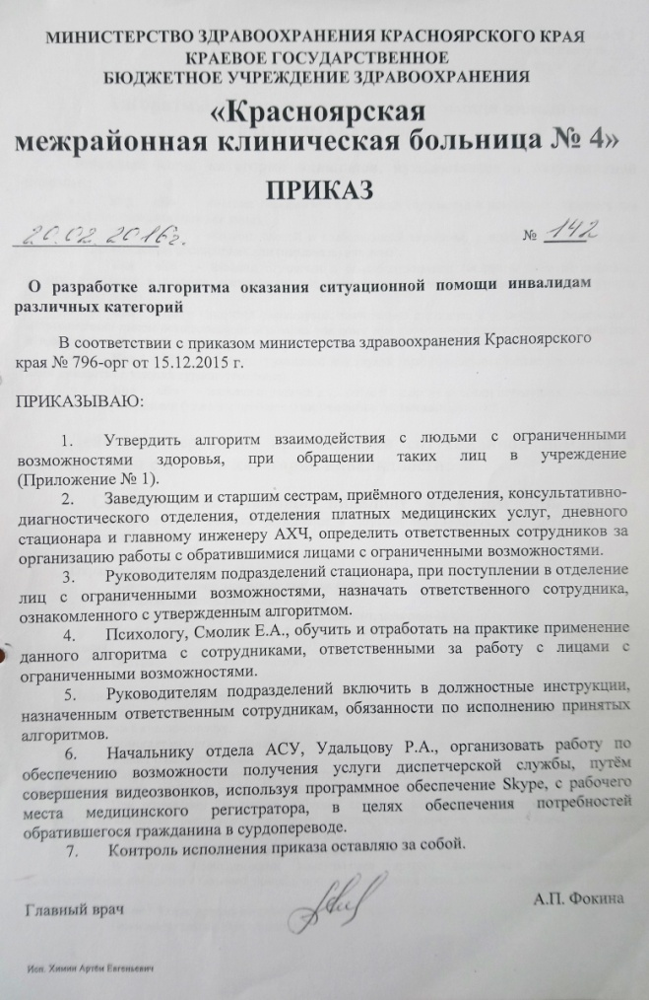 МИНИСТЕРСТВО ЗДРАВООХРАНЕНИЯ КРАСНОЯРСКОГО КРАЯ
КРАЕВОЕ ГОСУДАРСТВЕННОЕ
БЮДЖЕТНОЕ УЧРЕЖДЕНИЕ ЗДРАВООХРАНЕНИЯ
«Красноярская
межрайонная клиническая больница № 4»
ПРИКАЗ
20.02.2016г. № 142
О разработке алгоритма оказания ситуационной помощи инвалидам
различных категорий
В соответствии с приказом министерства здравоохранения Красноярского
края № 796-орг от 15.12.2015 г.
ПРИКАЗЫВАЮ:
1. Утвердить алгоритм взаимодействия с людьми с ограниченными
возможностями здоровья, при обращении таких лиц в учреждение
(Приложение № 1).
2. Заведующим и старшим сестрам, приёмного отделения, консультативно-
диагностического отделения, отделения платных медицинских услуг, дневного
стационара и главному инженеру АХЧ, определить ответственных сотрудников за
организацию работы с обратившимися лицами с ограниченными возможностями.
3. Руководителям подразделений стационара, при поступлении в отделение
лиц с ограниченными возможностями, назначать ответственного сотрудника,
ознакомленного с утвержденным алгоритмом.
4. Психологу, Смолик Е.А., обучить и отработать на практике применение
данного алгоритма с сотрудниками, ответственными за работу с лицами с
ограниченными возможностями.
5. Руководителям подразделений включить в должностные инструкции,
назначенным ответственным сотрудникам, обязанности по исполнению принятых
алгоритмов.
6. Начальнику отдела АСУ, Удальцову Р.А., организовать работу по
обеспечению возможности получения услуги диспетчерской службы, путём
совершения видеозвонков, используя программное обеспечение Skype, с рабочего
места медицинского регистратора, в целях обеспечения потребностей
обратившегося гражданина в сурдопереводе.
7. Контроль исполнения приказа оставляю за собой.
Главный врач А.П. Фокина
Исп. Химин Артём Евгеньевич